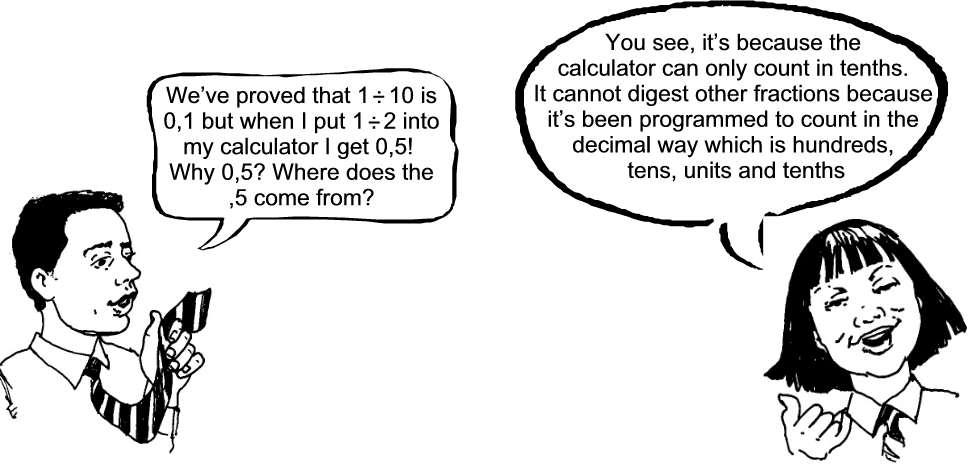 We've proved that 1 ÷ 10 is
0,1 but when I put 1 ÷ 2 into
my calculator I get 0,5!
Why 0,5? Where does the
,5 come from?
You see, it's because the
calculator can only count in tenths.
It cannot digest other fractions because
it's been programmed to count in the
decimal way which is hundreds,
tens, units and tenths